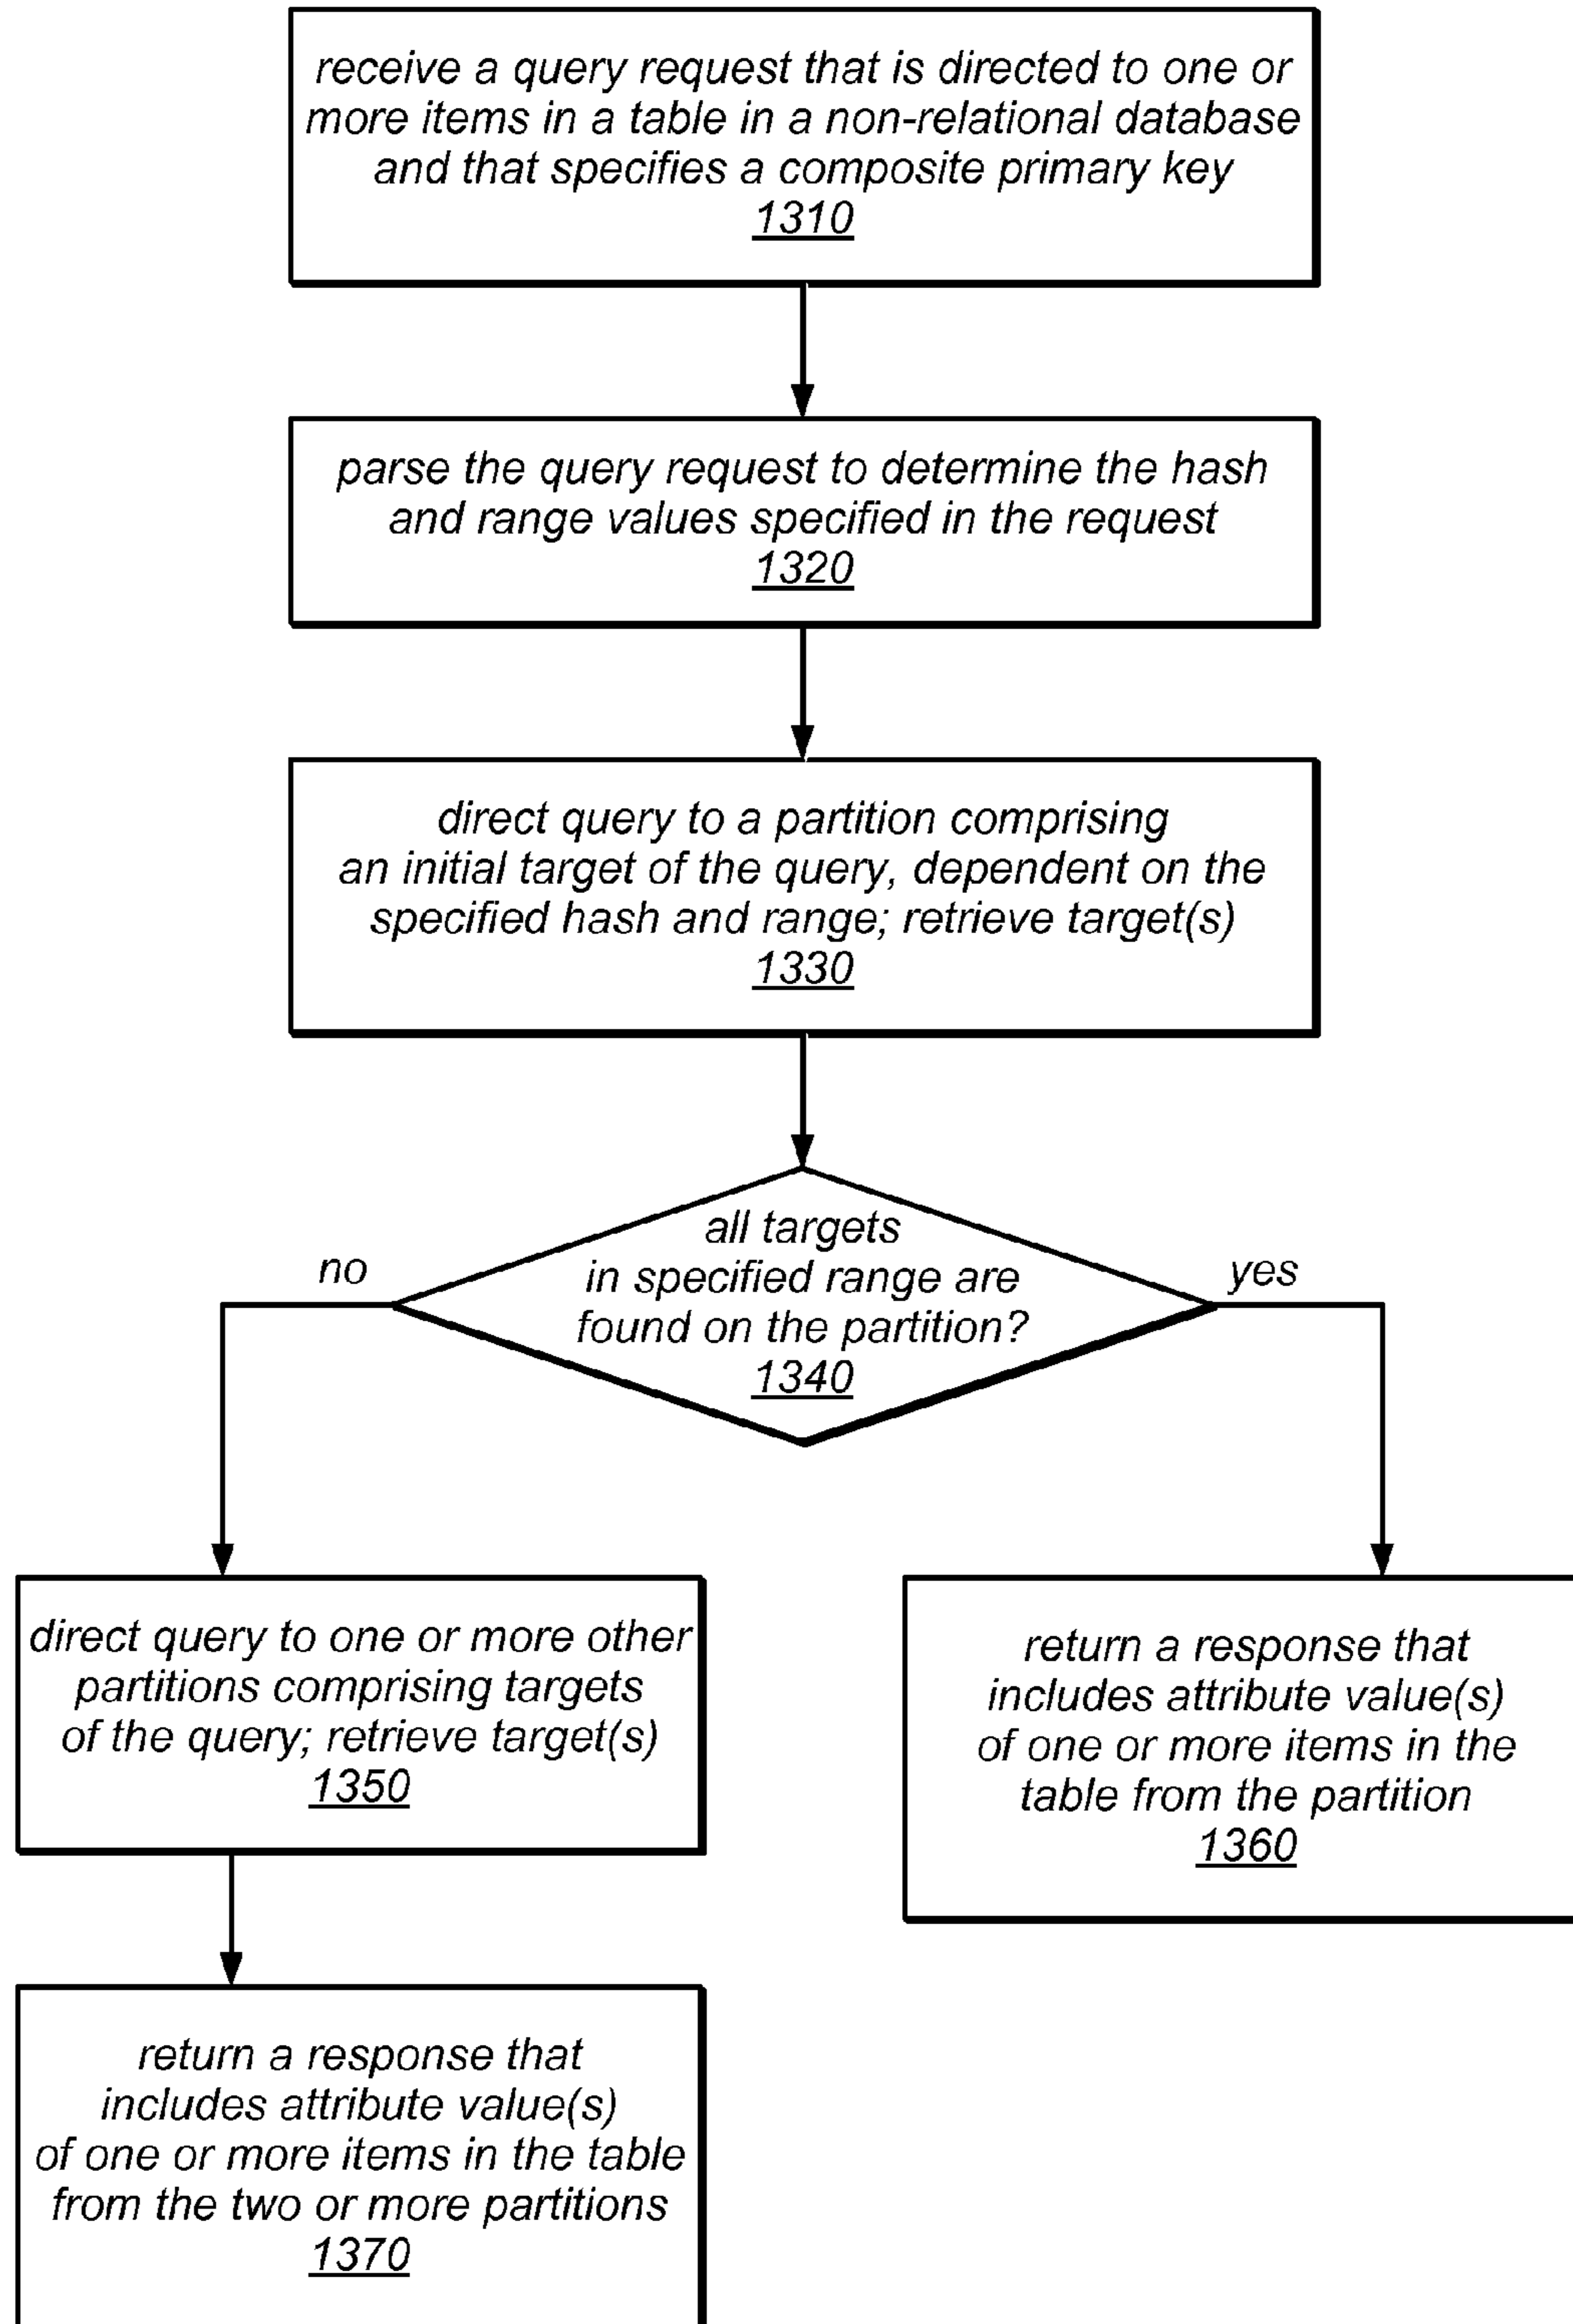 receive a query request that is directed to one or
more items in a table in a non-relational database
and that specifies a composite primary key
1310
parse the query request to determine the hash
and range values specified in the request
1320
direct query to a partition comprising
an initial target of the query, dependent on the
specified hash and range; retrieve target(s)
1330
all targets
in specified range are
found on the partition?
1340
no
yes
direct query to one or more other
partitions comprising targets
of the query; retrieve target(s)
1350
return a response that
includes attribute value(s)
of one or more items in the
table from the partition
1360
return a response that
includes attribute value(s)
of one or more items in the table
from the two or more partitions
1370